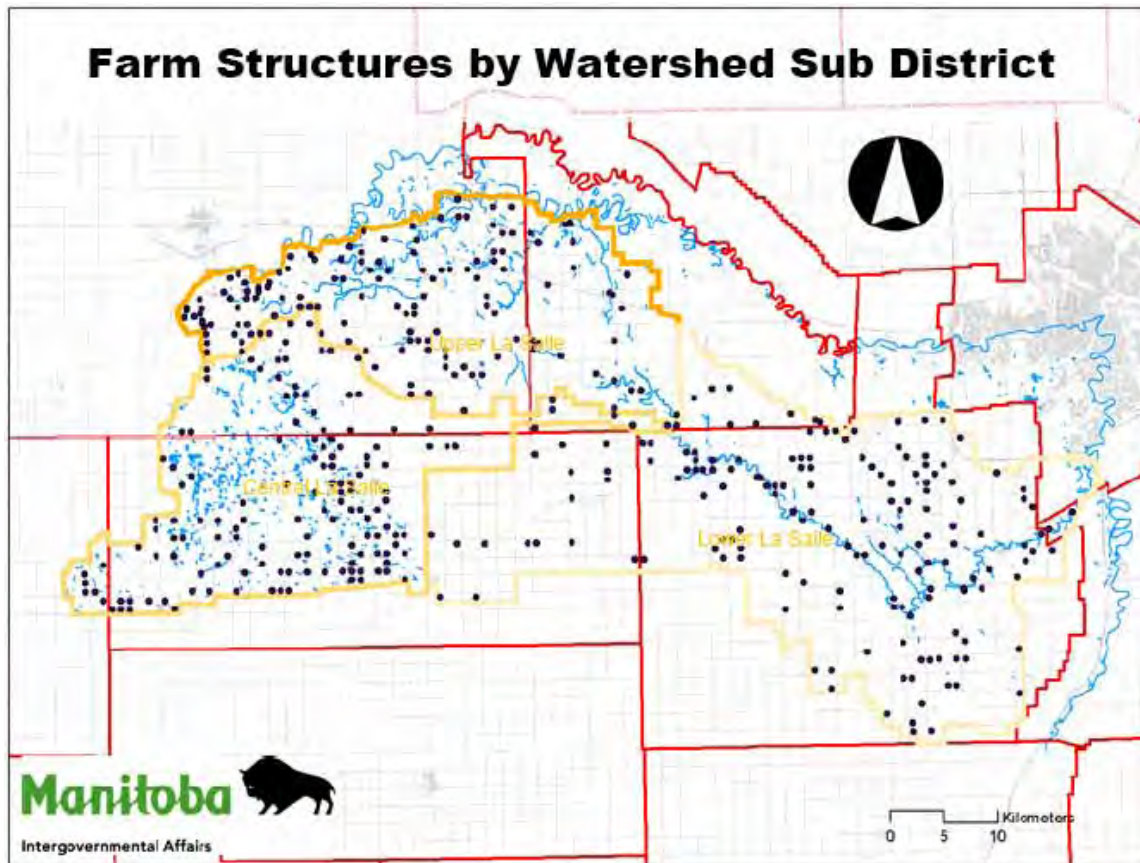 Farm Structures by Watershed Sub District
Upper La Salle
Central La Salle
Lower La Salle
Manitoba
Intergovernmental Affairs
Kilometers
0 5 10